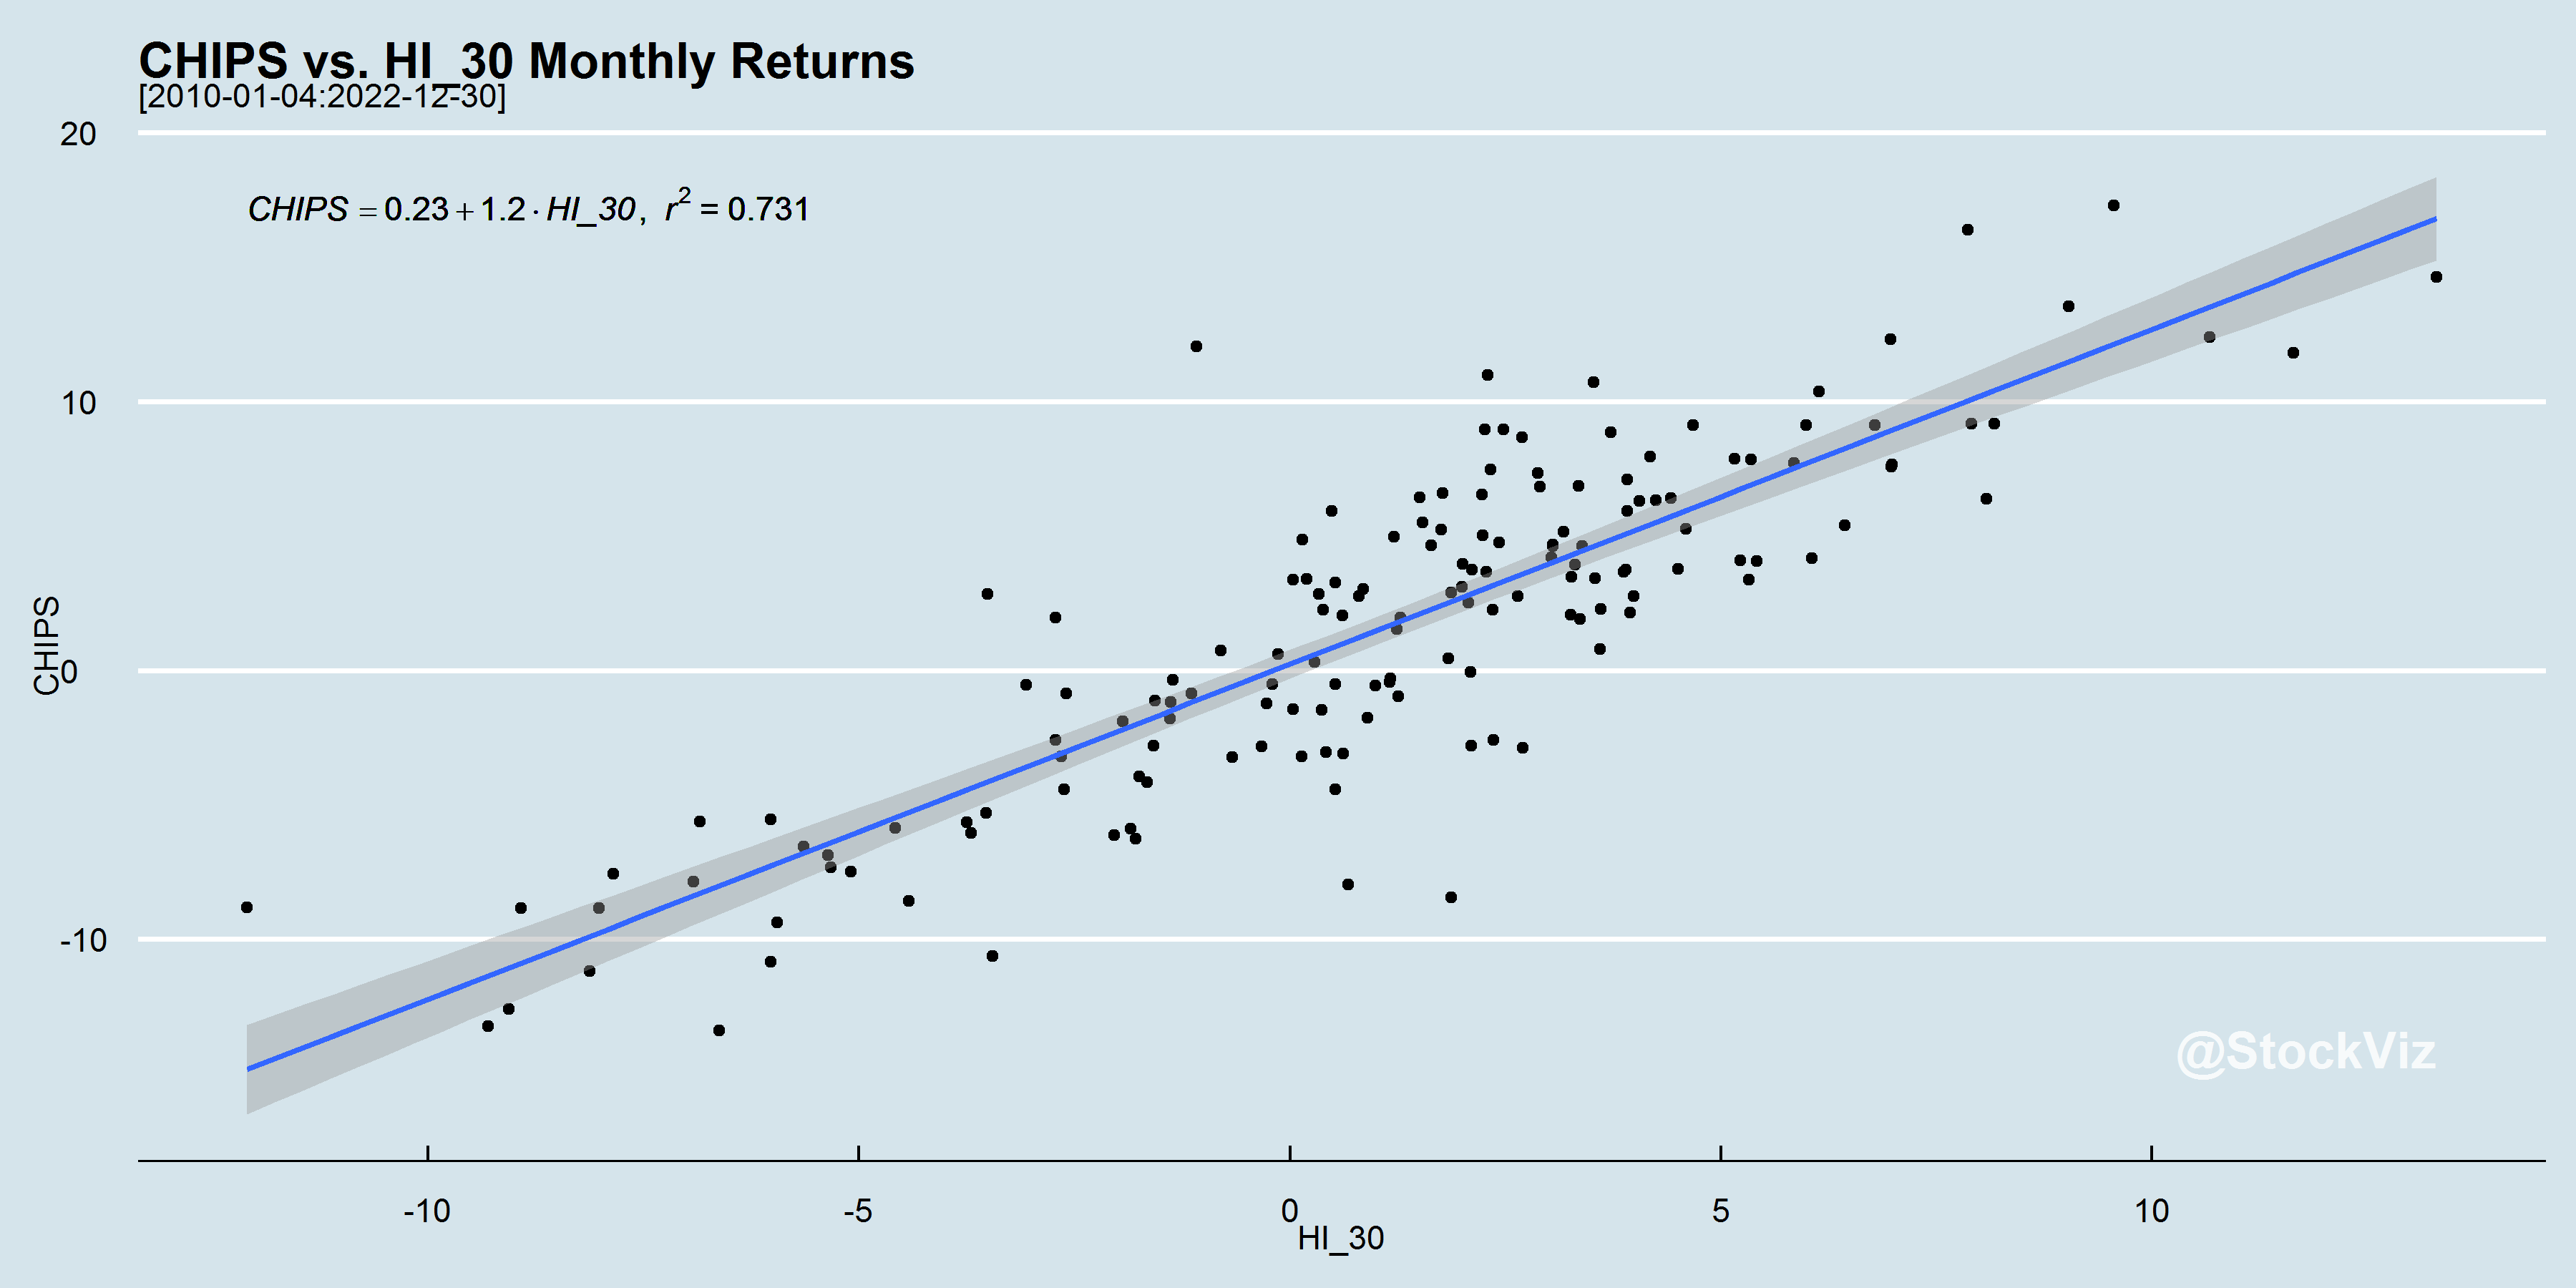 CHIPS vs. HI_30 Monthly Returns
[2010-01-04:2022-12-30]
20
CHIPS = 0.23 + 1.2 · HI_30, r² = 0.731
10
CHIPS
0
-10
@StockViz
-10 -5 0 5 10
HI_30